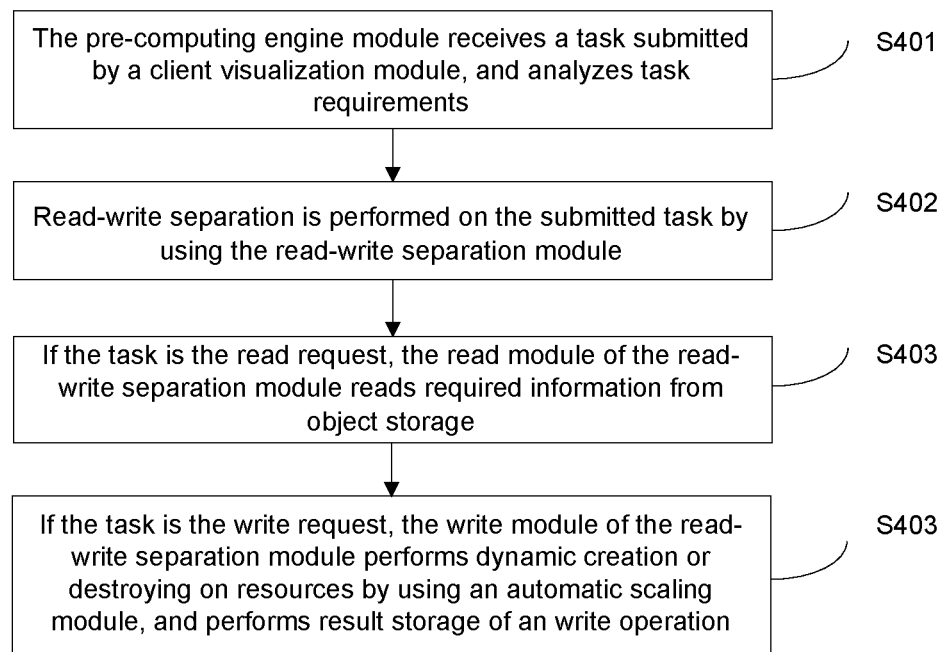 The pre-computing engine module receives a task submitted
by a client visualization module, and analyzes task
requirements
S401
Read-write separation is performed on the submitted task by
using the read-write separation module
S402
If the task is the read request, the read module of the read-
write separation module reads required information from
object storage
S403
If the task is the write request, the write module of the read-
write separation module performs dynamic creation or
destroying on resources by using an automatic scaling
module, and performs result storage of an write operation
S403